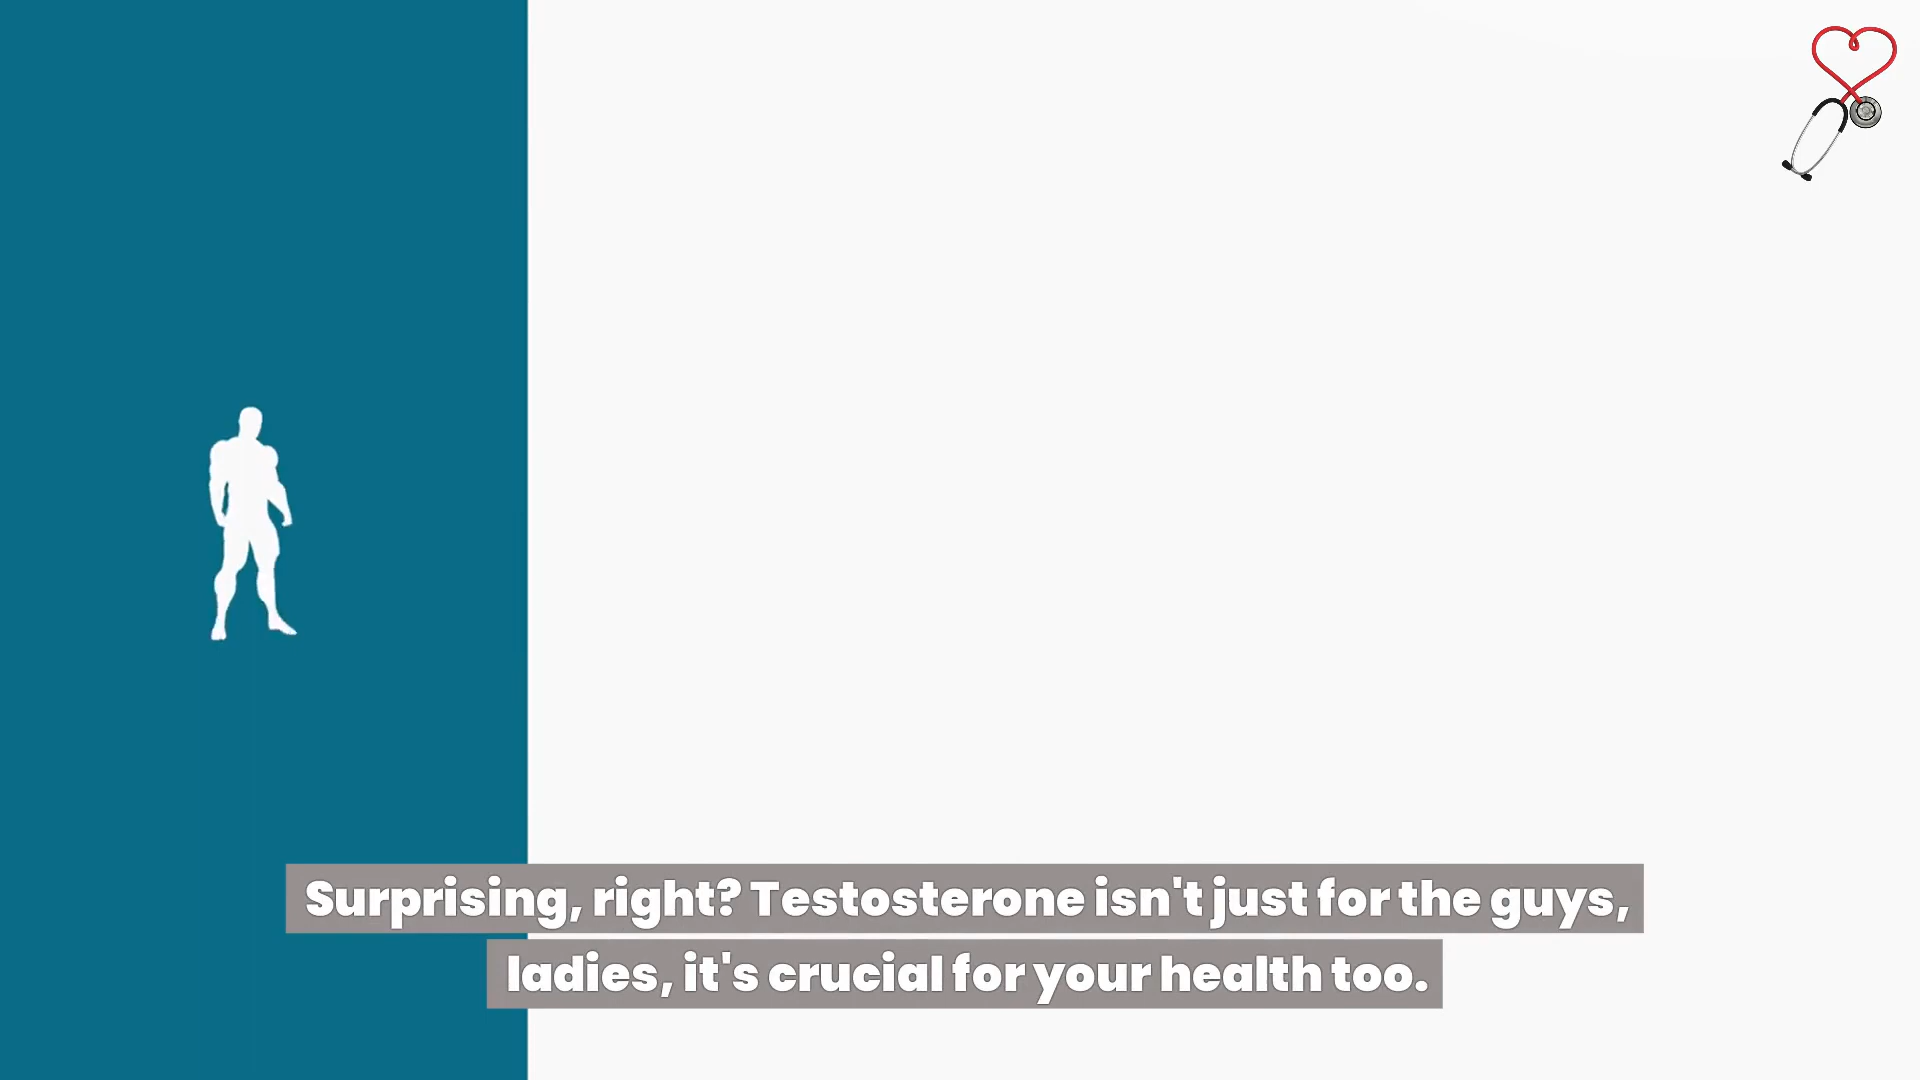 Surprising, right? Testosterone isn't just for the guys,
ladies, it's crucial for your health too.